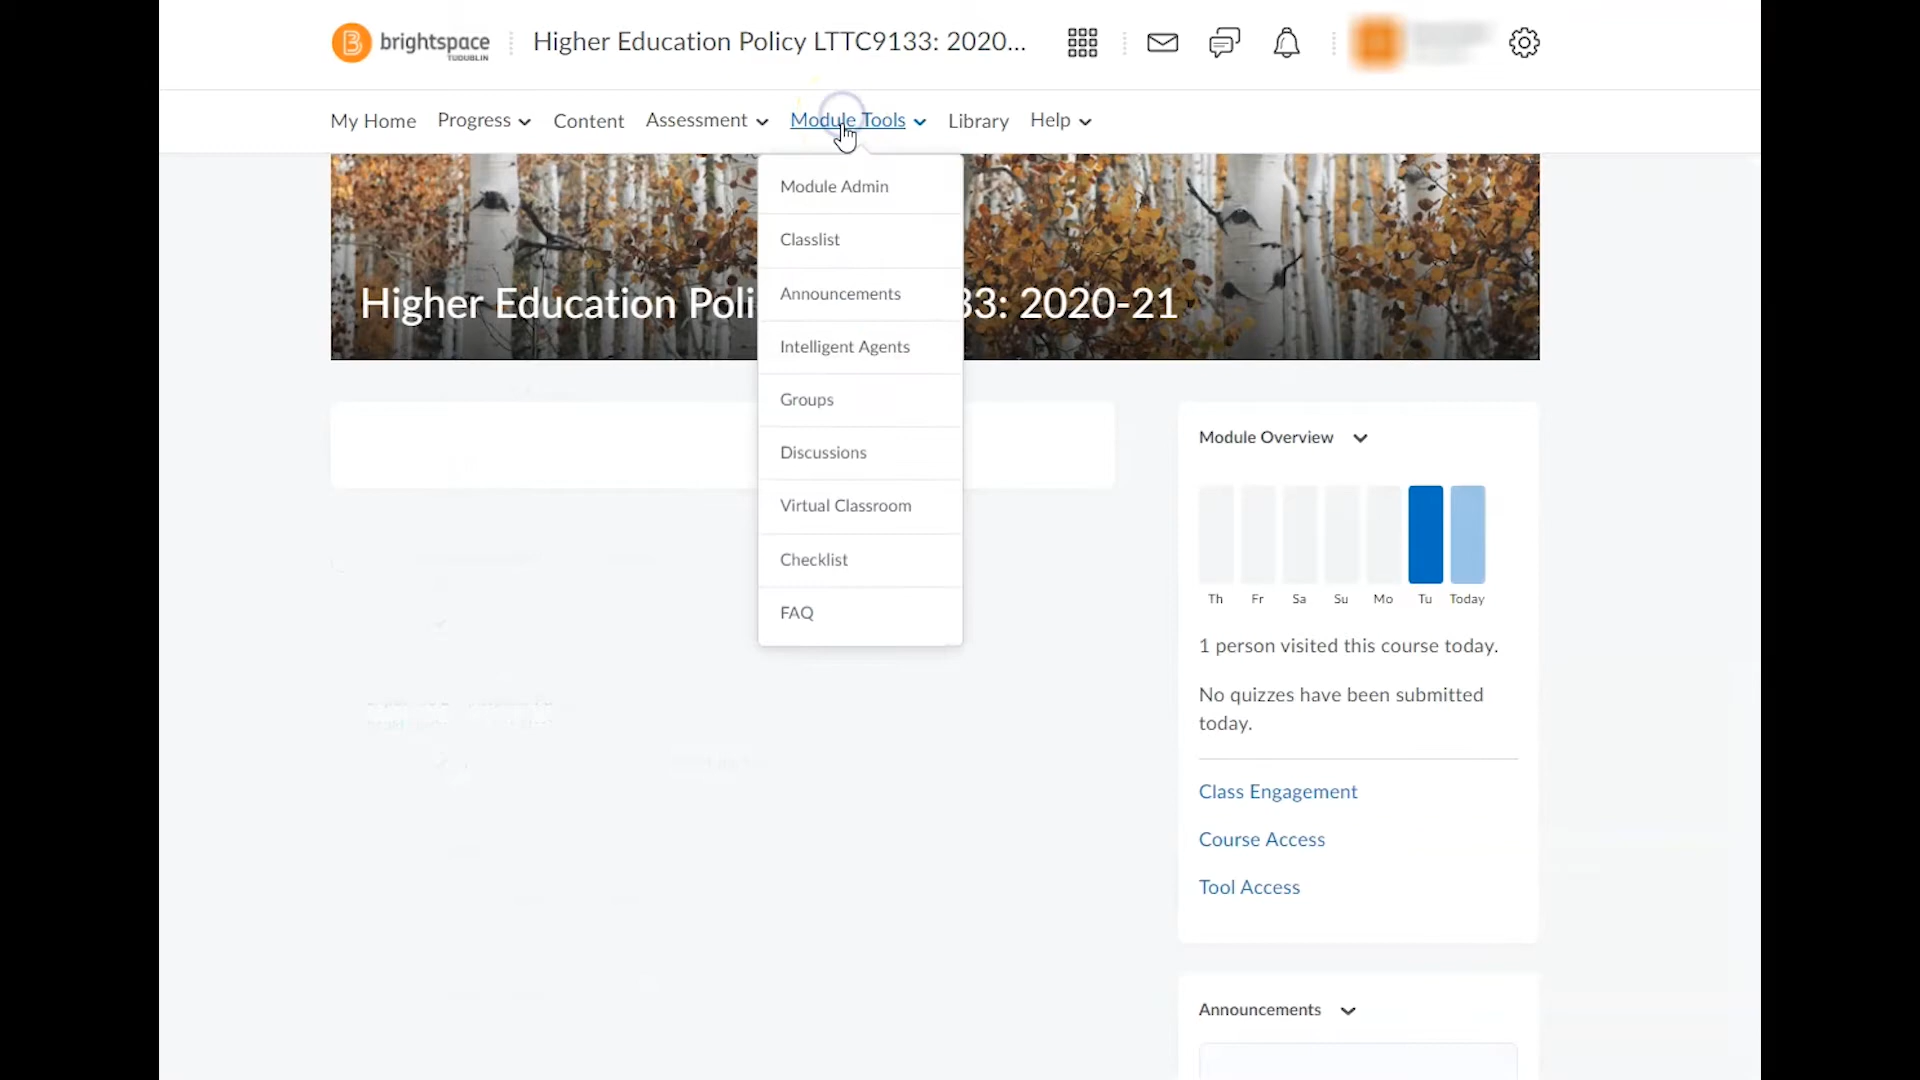 brightspace
TUDUBLIN
Higher Education Policy LTTC9133: 2020...
My Home Progress Content Assessment Module Tools Library Help
Module Admin
Classlist
Announcements
Intelligent Agents
Groups
Discussions
Virtual Classroom
Checklist
FAQ
Higher Education Poli 33: 2020-21
Module Overview
Th Fr Sa Su Mo Tu Today
1 person visited this course today.
No quizzes have been submitted
today.
Class Engagement
Course Access
Tool Access
Announcements